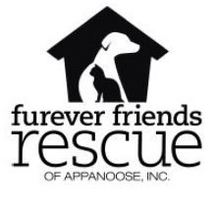 furever friends
rescue
OF APPANOOSE, INC.